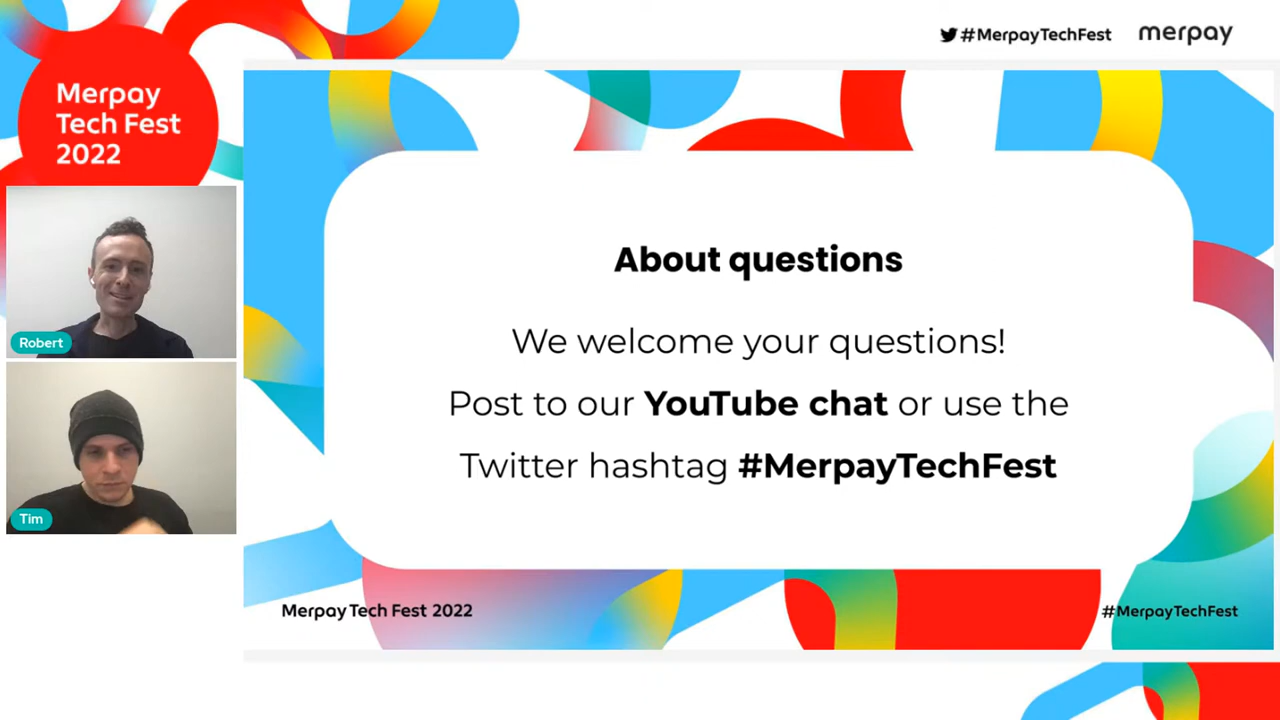 #MerpayTechFest
merpay
Merpay
Tech Fest
2022
Robert
Tim
About questions
We welcome your questions!
Post to our YouTube chat or use the
Twitter hashtag #MerpayTechFest
Merpay Tech Fest 2022
#MerpayTechFest